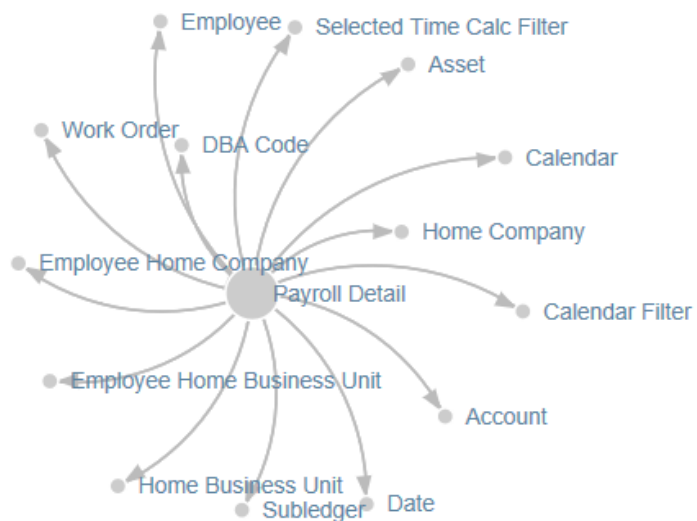 Employee
Selected Time Calc Filter
Asset
Work Order
DBA Code
Calendar
Home Company
Employee Home Company
Payroll Detail
Calendar Filter
Employee Home Business Unit
Account
Home Business Unit
Subledger
Date